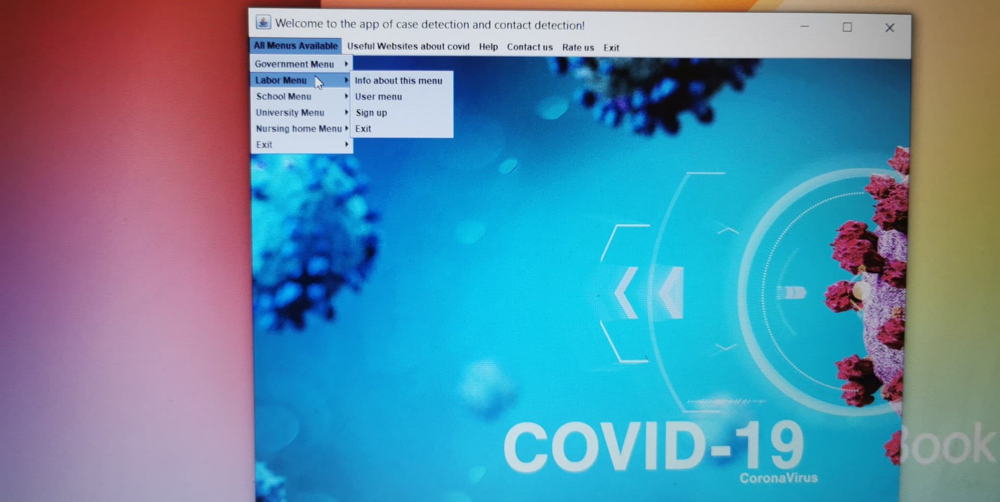 Welcome to the app of case detection and contact detection!
All Menus Available Useful Websites about covid Help Contact us Rate us Exit
Government Menu
Labor Menu
School Menu
University Menu
Nursing home Menu
Exit
Info about this menu
User menu
Sign up
Exit
COVID-19
CoronaVirus
Book